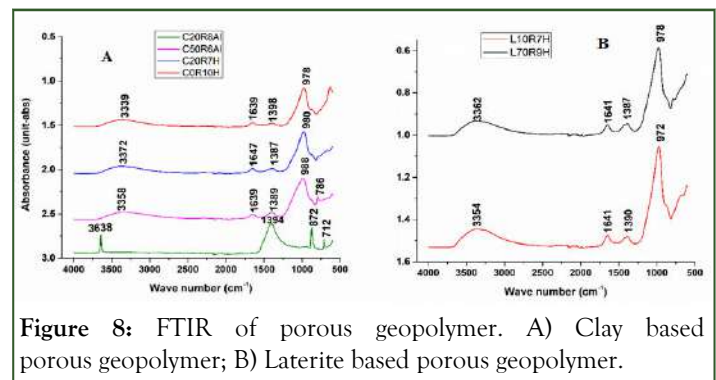 C20R8Al
C50R6Al
C20R7H
C0R10H
A
3339
1639
1398
978
3372
1647
1387
980
3358
1639
1389
988
786
3638
1394
872
712
0.5
1.0
1.5
2.0
2.5
3.0
Absorbance (unit-abs)
4000 3500 3000 2500 2000 1500 1000 500
Wave number (cm⁻¹)
L10R7H
L70R9H
B
3362
1641
1387
978
3354
1641
1390
972
0.6
0.8
1.0
1.2
1.4
1.6
4000 3500 3000 2500 2000 1500 1000 500
Wave number (cm⁻¹)
Figure 8: FTIR of porous geopolymer. A) Clay based
porous geopolymer; B) Laterite based porous geopolymer.